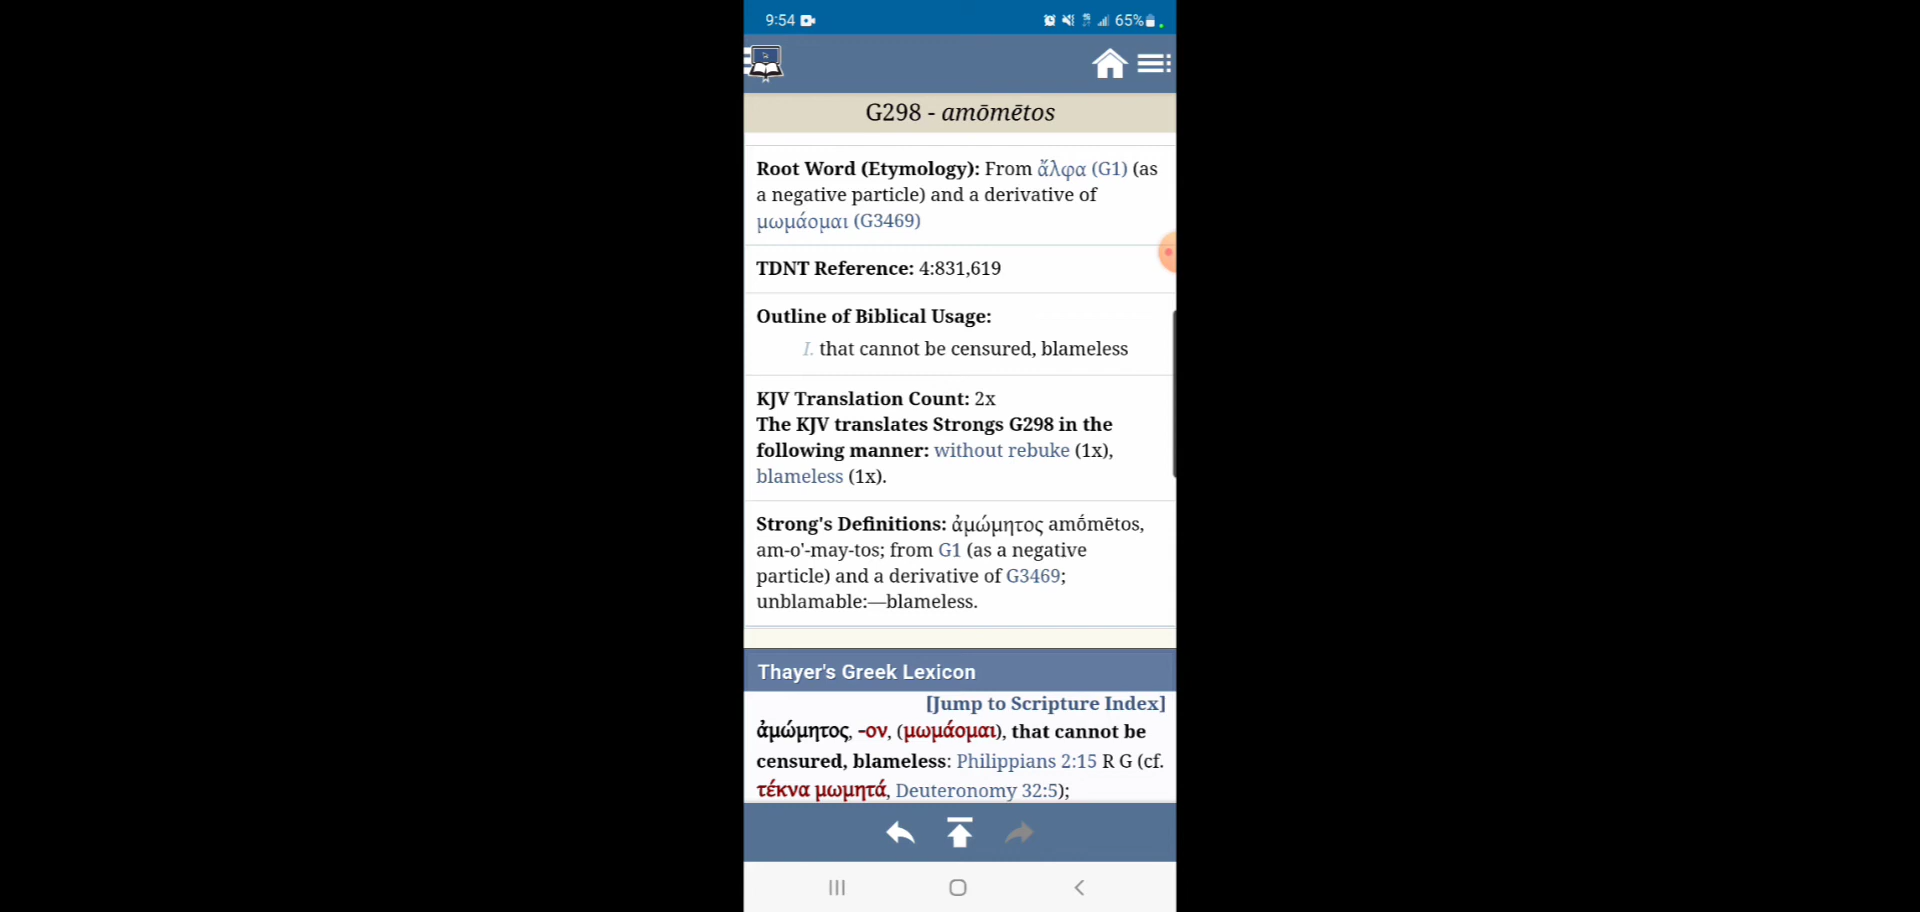 9:54
65%
G298 - amōmētos
Root Word (Etymology): From ἄλφα (G1) (as
a negative particle) and a derivative of
μωμάομαι (G3469)
TDNT Reference: 4:831,619
Outline of Biblical Usage:
I. that cannot be censured, blameless
KJV Translation Count: 2x
The KJV translates Strongs G298 in the
following manner: without rebuke (1x),
blameless (1x).
Strong's Definitions: ἀμώμητος amṓmētos,
am-o'-may-tos; from G1 (as a negative
particle) and a derivative of G3469;
unblamable:—blameless.
Thayer's Greek Lexicon
[Jump to Scripture Index]
ἀμώμητος, -ον, (μωμάομαι), that cannot be
censured, blameless: Philippians 2:15 R G (cf.
τέκνα μωμητά, Deuteronomy 32:5);